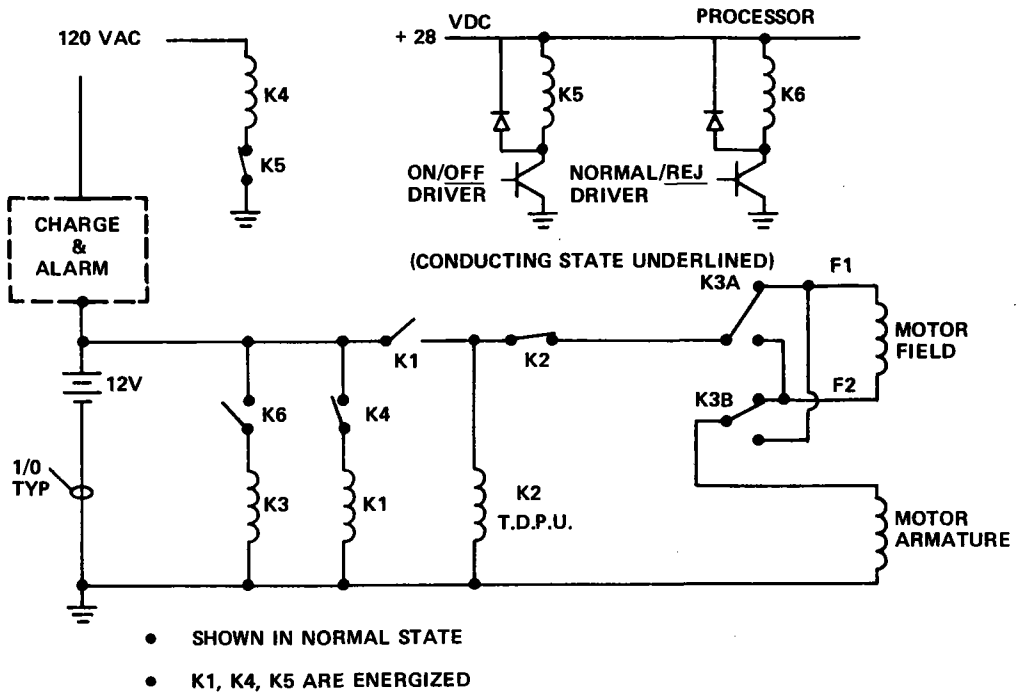 120 VAC
K4
K5
+ 28 VDC
PROCESSOR
K5
K6
ON/OFF
DRIVER
NORMAL/REJ
DRIVER
(CONDUCTING STATE UNDERLINED)
CHARGE
&
ALARM
12V
1/0
TYP
K6
K3
K4
K1
K1
K2
K2
T.D.P.U.
K3A
K3B
F1
F2
MOTOR
FIELD
MOTOR
ARMATURE
● SHOWN IN NORMAL STATE
● K1, K4, K5 ARE ENERGIZED